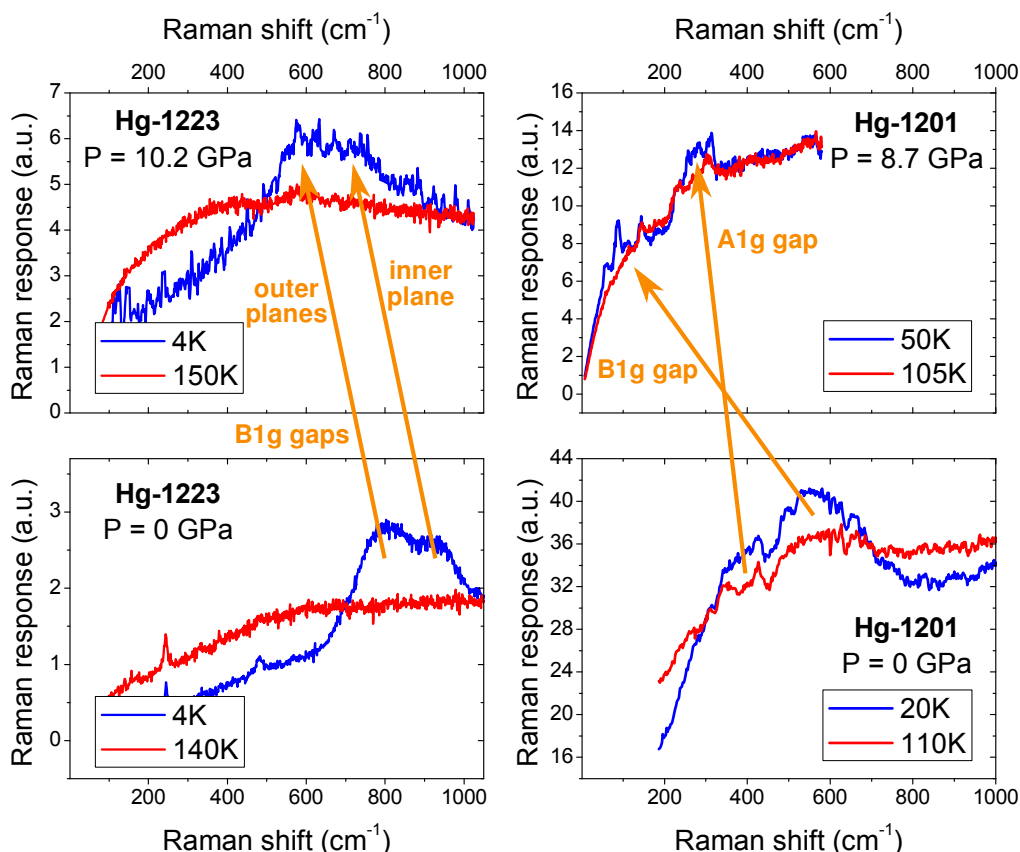 Raman shift (cm-1)
200 400 600 800 1000
Raman response (a.u.)
7
6
5
4
3
2
1
0
Hg-1223
P = 10.2 GPa
outer
planes
inner
plane
4K
150K
Raman shift (cm-1)
200 400 600 800 1000
Raman response (a.u.)
16
14
12
10
8
6
4
2
0
Hg-1201
P = 8.7 GPa
A1g gap
B1g gap
50K
105K
B1g gaps
Raman response (a.u.)
3
2
1
0
Hg-1223
P = 0 GPa
4K
140K
200 400 600 800 1000
Raman shift (cm-1)
Raman response (a.u.)
44
40
36
32
28
24
20
16
Hg-1201
P = 0 GPa
20K
110K
200 400 600 800 1000
Raman shift (cm-1)